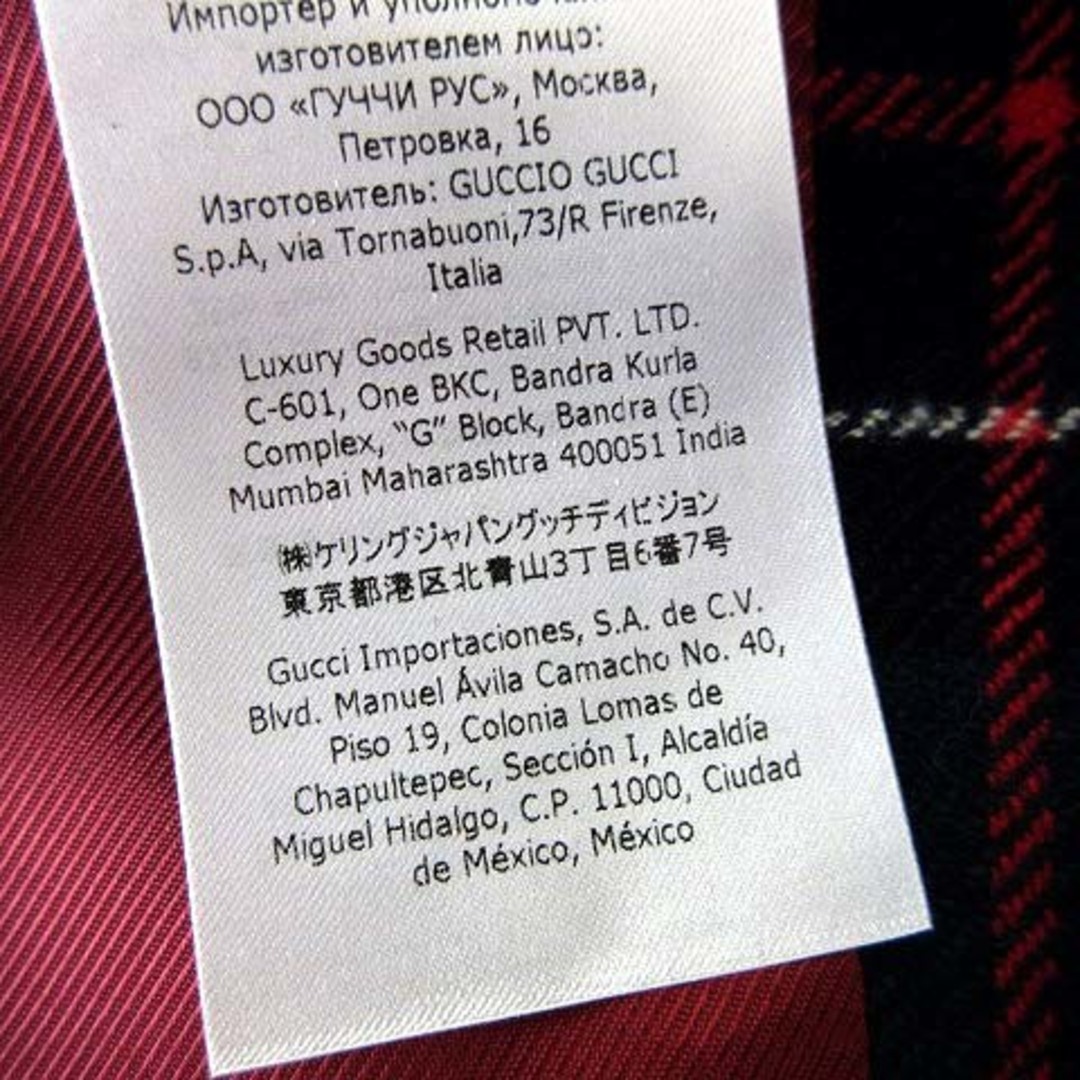 Импортер и
изготовителем лицо:
ООО «ГУЧЧИ РУС», Москва,
Петровка, 16
Изготовитель: GUCCIO GUCCI
S.p.A, via Tornabuoni,73/R Firenze,
Italia
Luxury Goods Retail PVT. LTD.
C-601, One BKC, Bandra Kurla
Complex, “G” Block, Bandra (E)
Mumbai Maharashtra 400051 India
㈱ケリングジャパングッチディビジョン
東京都港区北青山3丁目6番7号
Gucci Importaciones, S.A. de C.V.
Blvd. Manuel Ávila Camacho No. 40,
Piso 19, Colonia Lomas de
Chapultepec, Sección I, Alcaldía
Miguel Hidalgo, C.P. 11000, Ciudad
de México, México